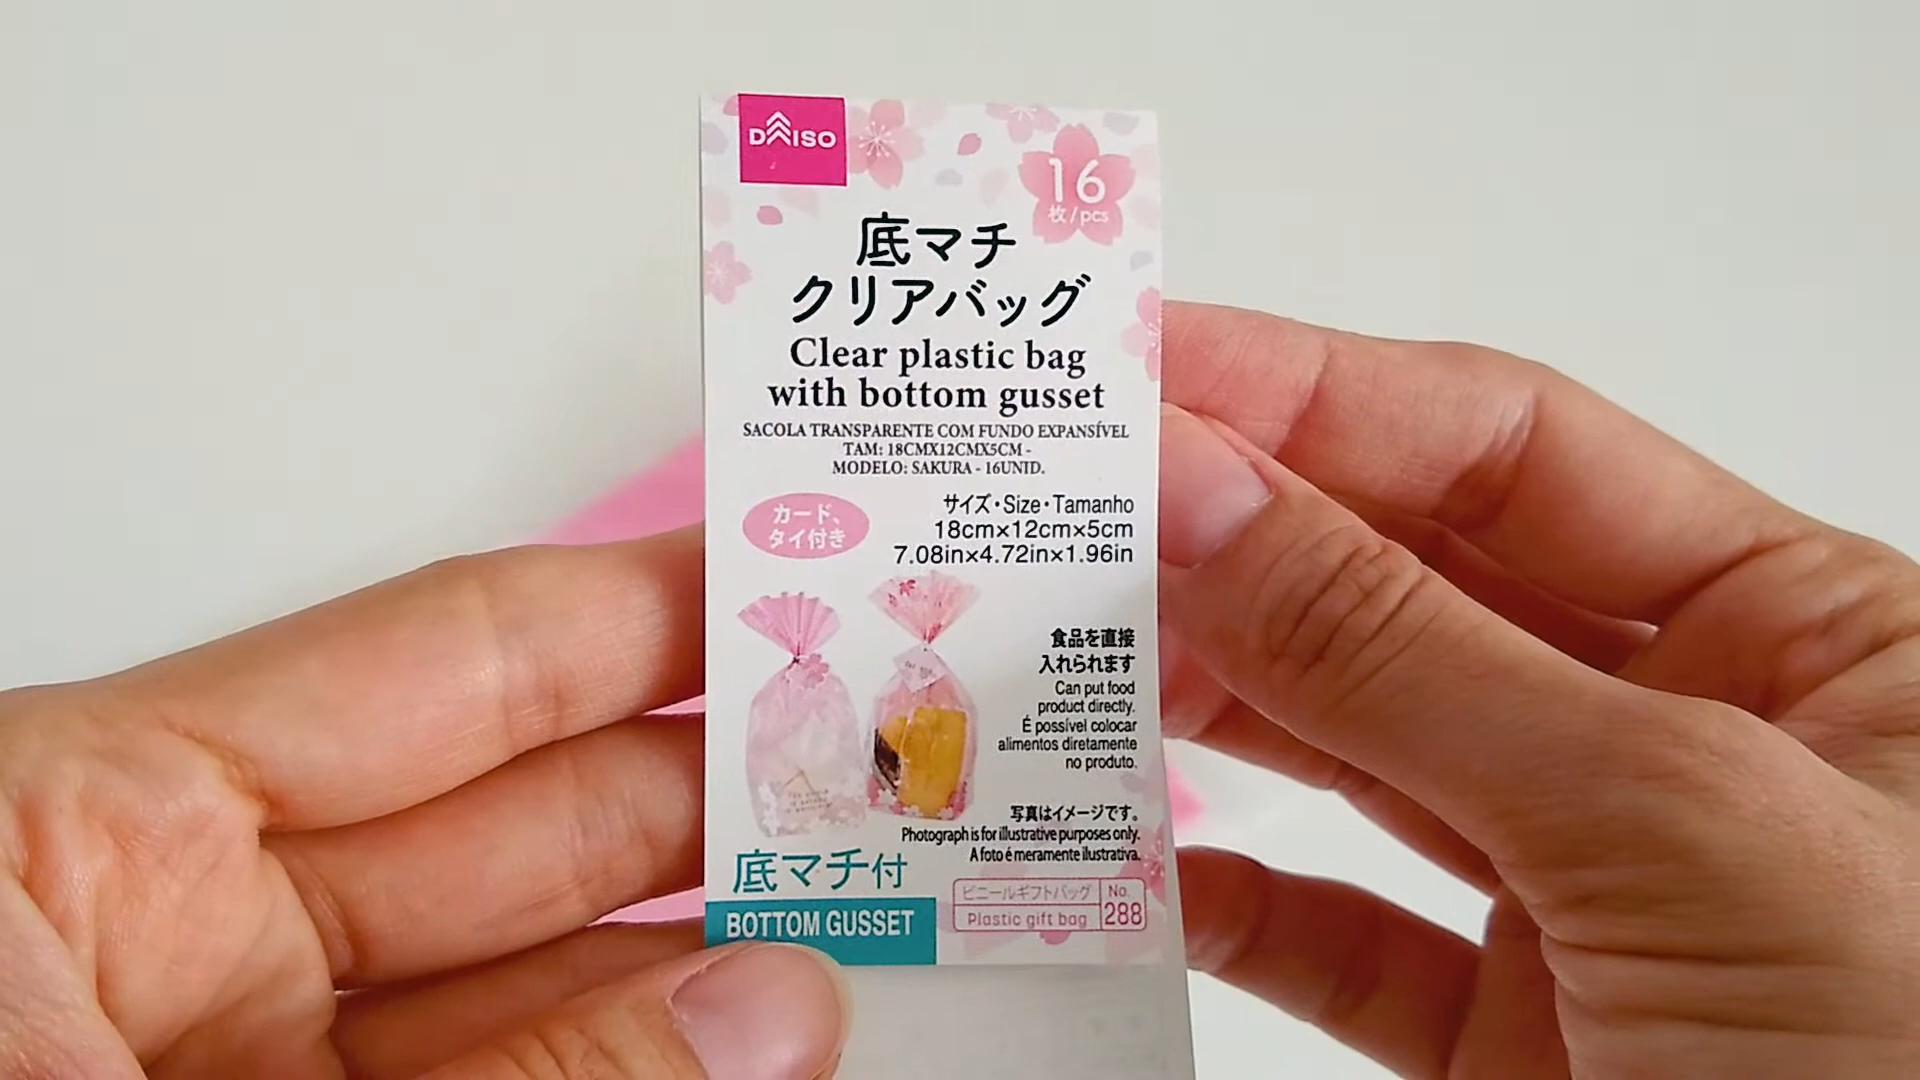 DAISO
16
枚/pcs
底マチ
クリアバッグ
Clear plastic bag
with bottom gusset
SACOLA TRANSPARENTE COM FUNDO EXPANSÍVEL
TAM: 18CMX12CMX5CM -
MODELO: SAKURA - 16UNID.
カード、
タイ付き
サイズ・Size・Tamanho
18cm×12cm×5cm
7.08in×4.72in×1.96in
食品を直接
入れられます
Can put food
product directly.
É possível colocar
alimentos diretamente
no produto.
写真はイメージです。
Photograph is for illustrative purposes only.
A foto é meramente ilustrativa.
底マチ付
BOTTOM GUSSET
ビニールギフトバッグ
Plastic gift bag
No.
288